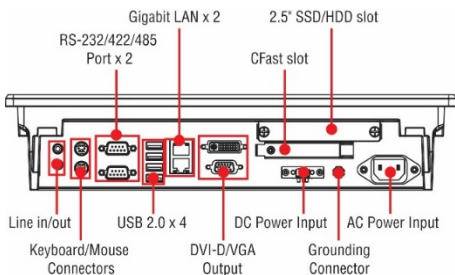 Gigabit LAN x 2
2.5" SSD/HDD slot
RS-232/422/485
Port x 2
CFast slot
Line in/out
USB 2.0 x 4
DC Power Input
AC Power Input
Keyboard/Mouse
Connectors
DVI-D/VGA
Output
Grounding
Connector